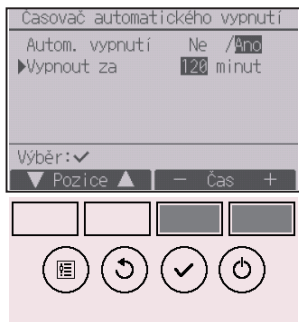 Časovač automatického vypnutí
Autom. vypnutí Ne /Ano
▶Vypnout za 120 minut
Výběr:✓
▼ Pozice ▲ − Čas +